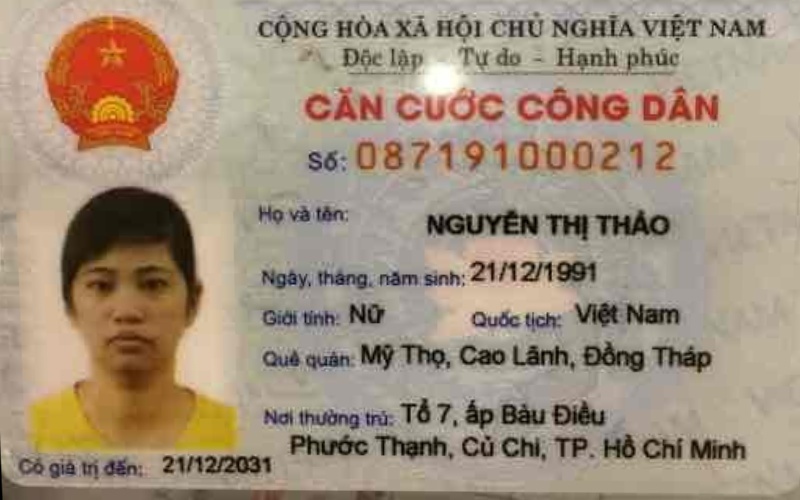 CỘNG HÒA XÃ HỘI CHỦ NGHĨA VIỆT NAM
Độc lập - Tự do - Hạnh phúc
CĂN CƯỚC CÔNG DÂN
Số: 087191000212
Họ và tên: NGUYỄN THỊ THẢO
Ngày, tháng, năm sinh: 21/12/1991
Giới tính: Nữ Quốc tịch: Việt Nam
Quê quán: Mỹ Thọ, Cao Lãnh, Đồng Tháp
Nơi thường trú: Tổ 7, ấp Bàu Điều
Phước Thạnh, Củ Chi, TP. Hồ Chí Minh
Có giá trị đến: 21/12/2031